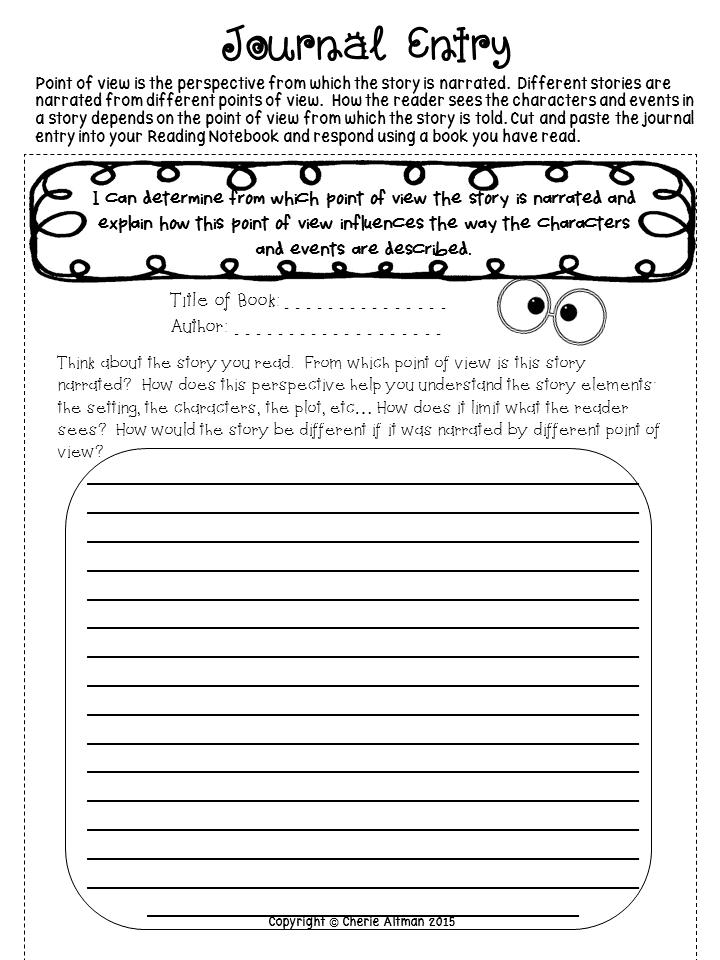 Journal Entry
Point of view is the perspective from which the story is narrated. Different stories are
narrated from different points of view. How the reader sees the characters and events in
a story depends on the point of view from which the story is told. Cut and paste the journal
entry into your Reading Notebook and respond using a book you have read.
I can determine from which point of view the story is narrated and
explain how this point of view influences the way the characters
and events are described.
Title of Book: _ _ _ _ _ _ _ _ _ _ _ _ _ _ _
Author: _ _ _ _ _ _ _ _ _ _ _ _ _ _ _ _ _ _ _
Think about the story you read. From which point of view is this story
narrated? How does this perspective help you understand the story elements:
the setting, the characters, the plot, etc... How does it limit what the reader
sees? How would the story be different if it was narrated by different point of
view?
Copyright © Cherie Altman 2015